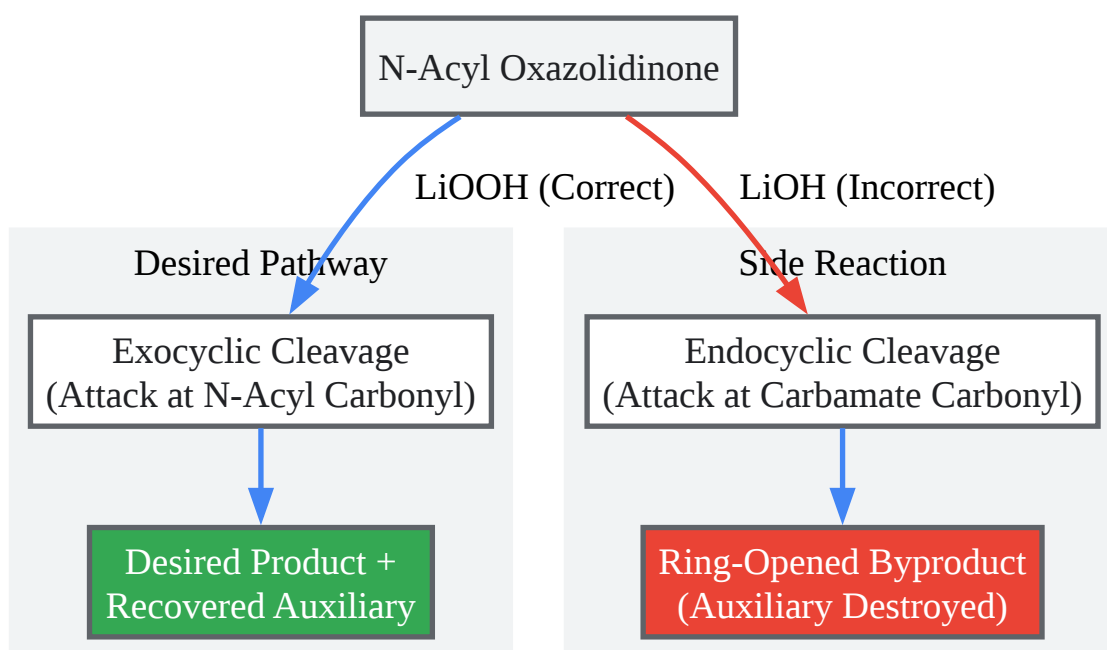 N-Acyl Oxazolidinone
LiOOH (Correct)
LiOH (Incorrect)
Desired Pathway
Exocyclic Cleavage
(Attack at N-Acyl Carbonyl)
Desired Product +
Recovered Auxiliary
Side Reaction
Endocyclic Cleavage
(Attack at Carbamate Carbonyl)
Ring-Opened Byproduct
(Auxiliary Destroyed)